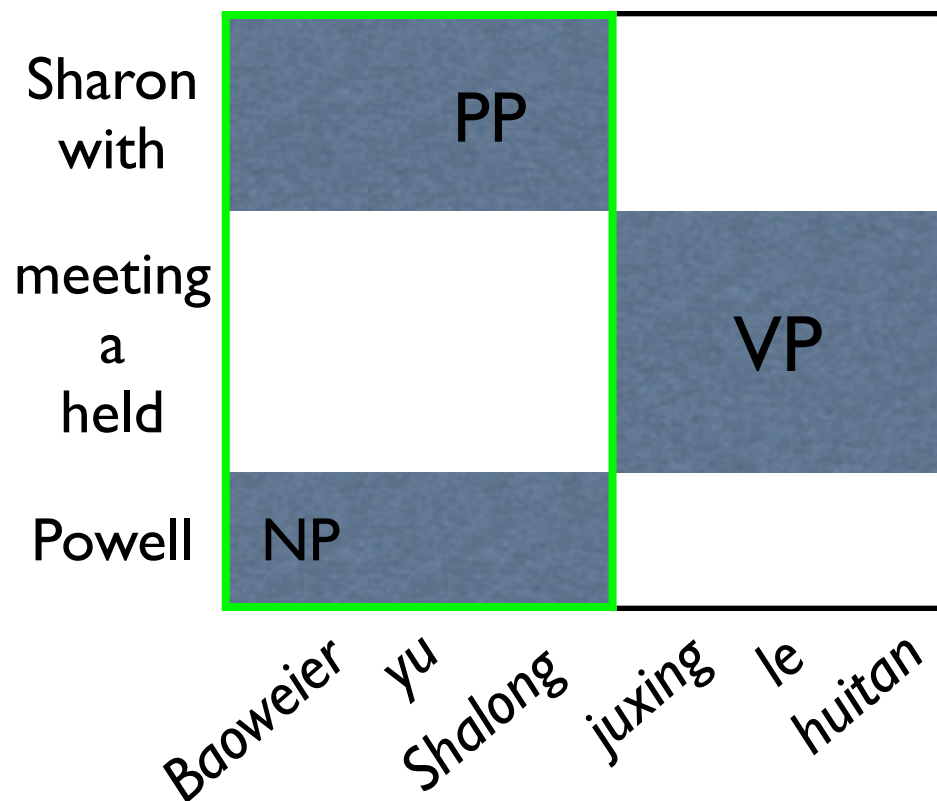 Sharon
with
PP
meeting
a
held
VP
Powell
NP
Baoweier
yu
Shalong
juxing
le
huitan